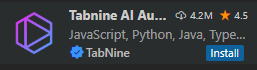 Tabnine AI Au... 4.2M 4.5
JavaScript, Python, Java, Type...
TabNine Install